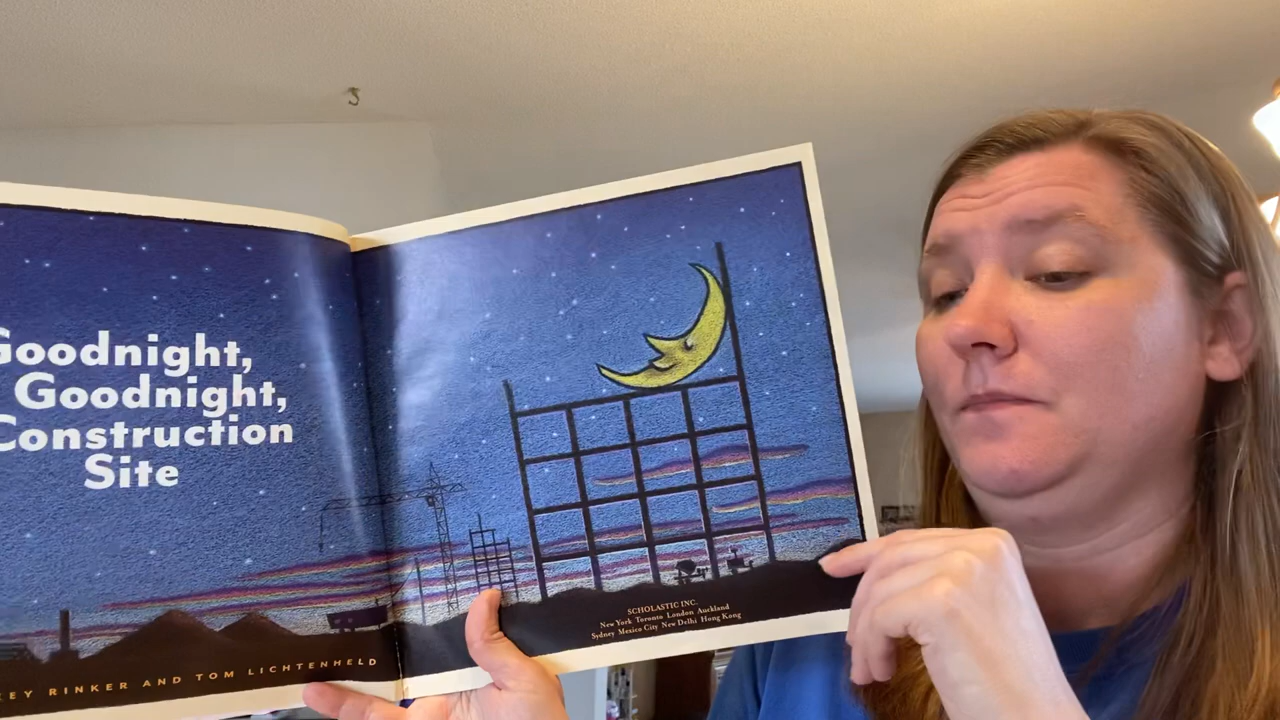 Goodnight,
Goodnight,
Construction
Site
EY RINKER AND TOM LICHTENHELD
SCHOLASTIC INC.
New York Toronto London Auckland
Sydney Mexico City New Delhi Hong Kong